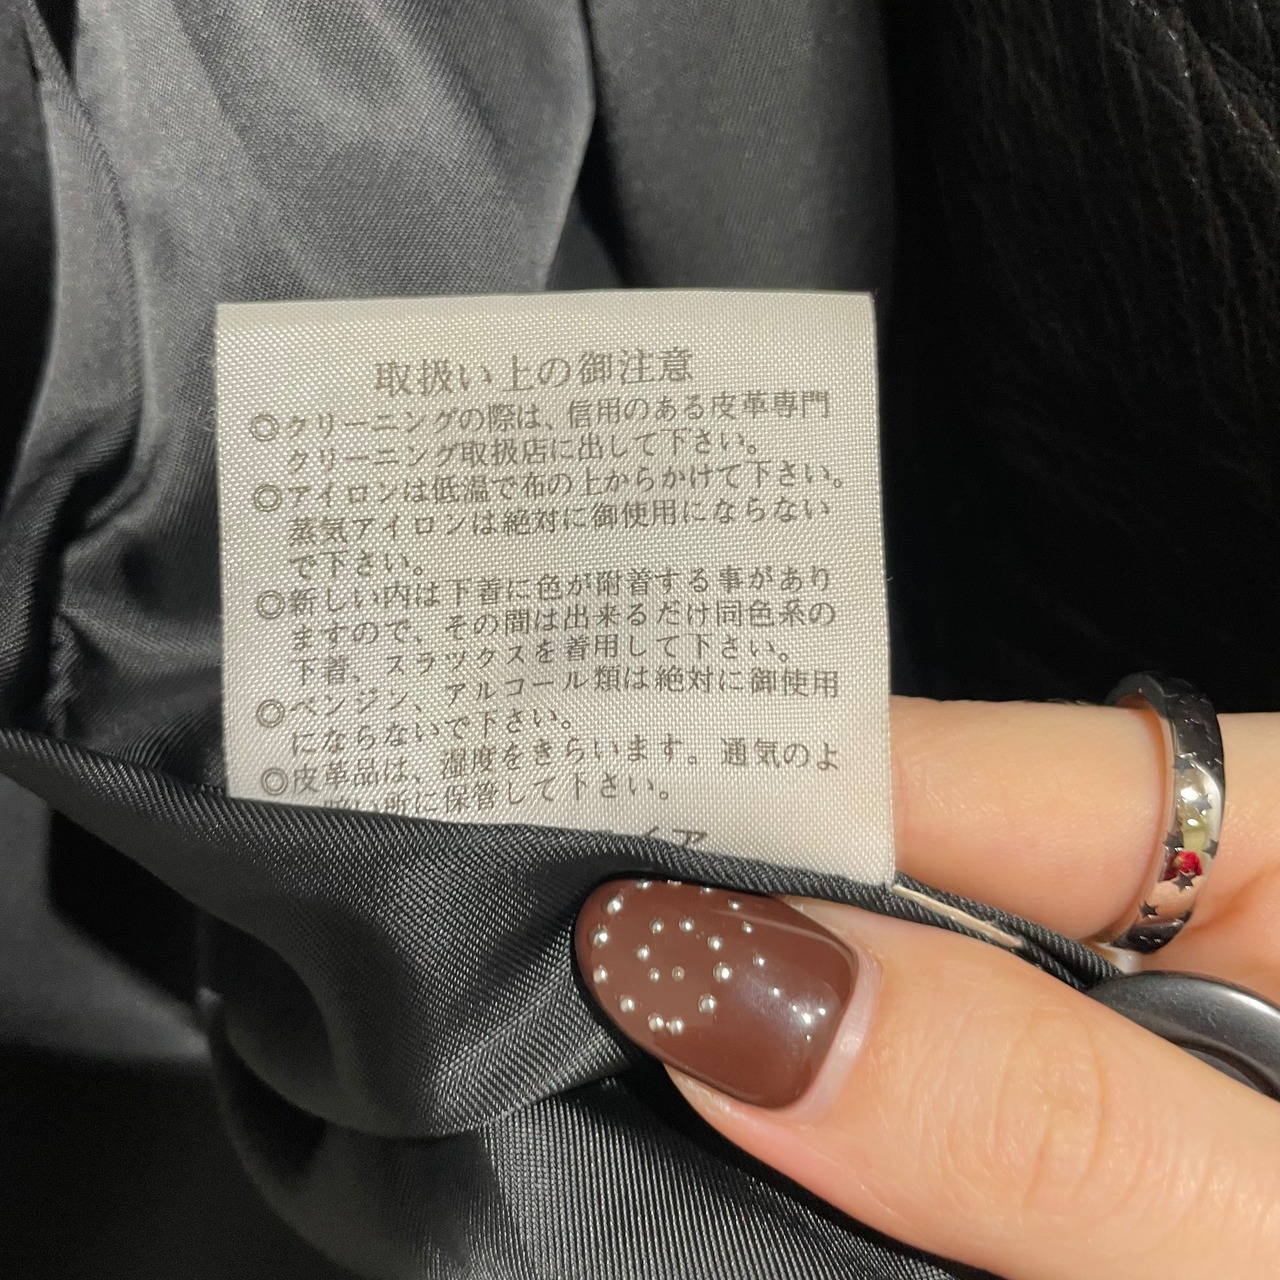 取扱い上の御注意
◎クリーニングの際は、信用のある皮革専門
クリーニング取扱店に出して下さい。
◎アイロンは低温で布の上からかけて下さい。
蒸気アイロンは絶対に御使用にならない
で下さい。
◎新しい内は下着に色が附着する事があり
ますので、その間は出来るだけ同色系の
下着、スラックスを着用して下さい。
◎ベンジン、アルコール類は絶対に御使用
にならないで下さい。
◎皮革品は、湿度をきらいます。通気のよ
い所に保管して下さい。
イア